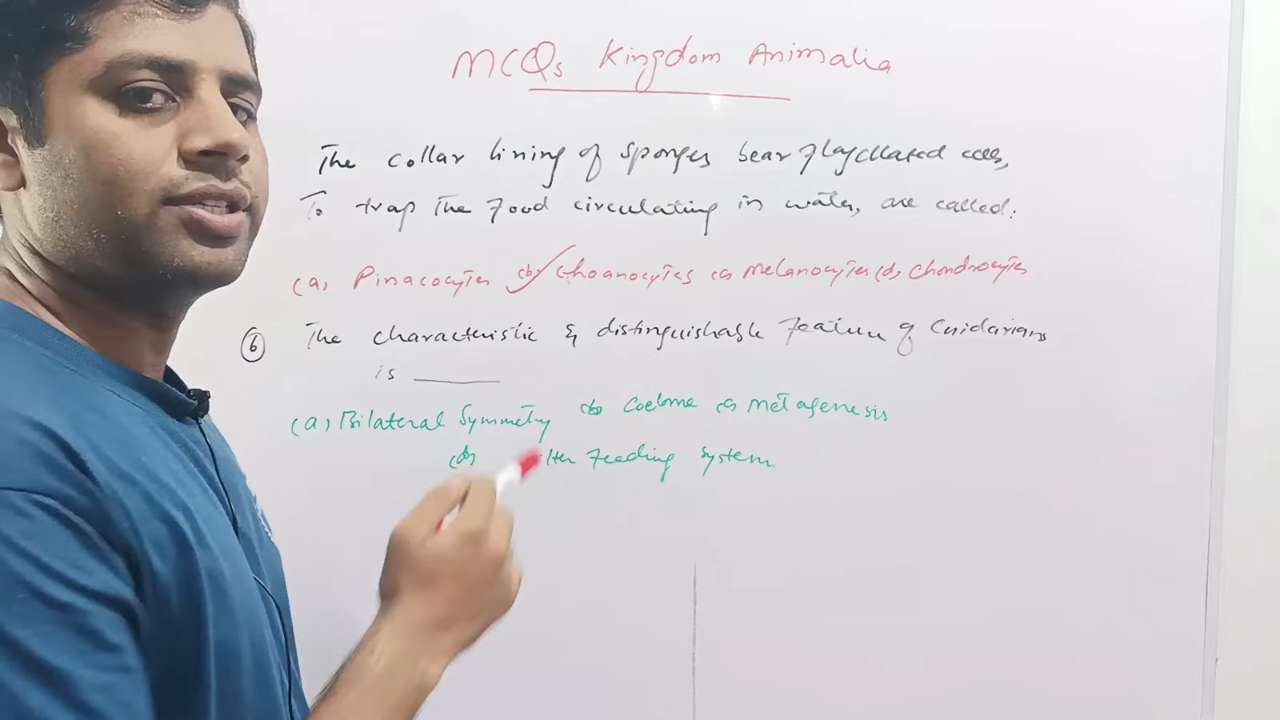 MCQs Kingdom Animalia
The collar lining of sponges bear flagellated cells,
To trap the food circulating in water, are called:
(a) Pinacocytes (b) Choanocytes (c) Melanocytes (d) Chondrocytes
6 The characteristic & distinguishable feature of Cnidarians
is ______
(a) Bilateral Symmetry (b) Coelome (c) Metagenesis
(d) feeding system